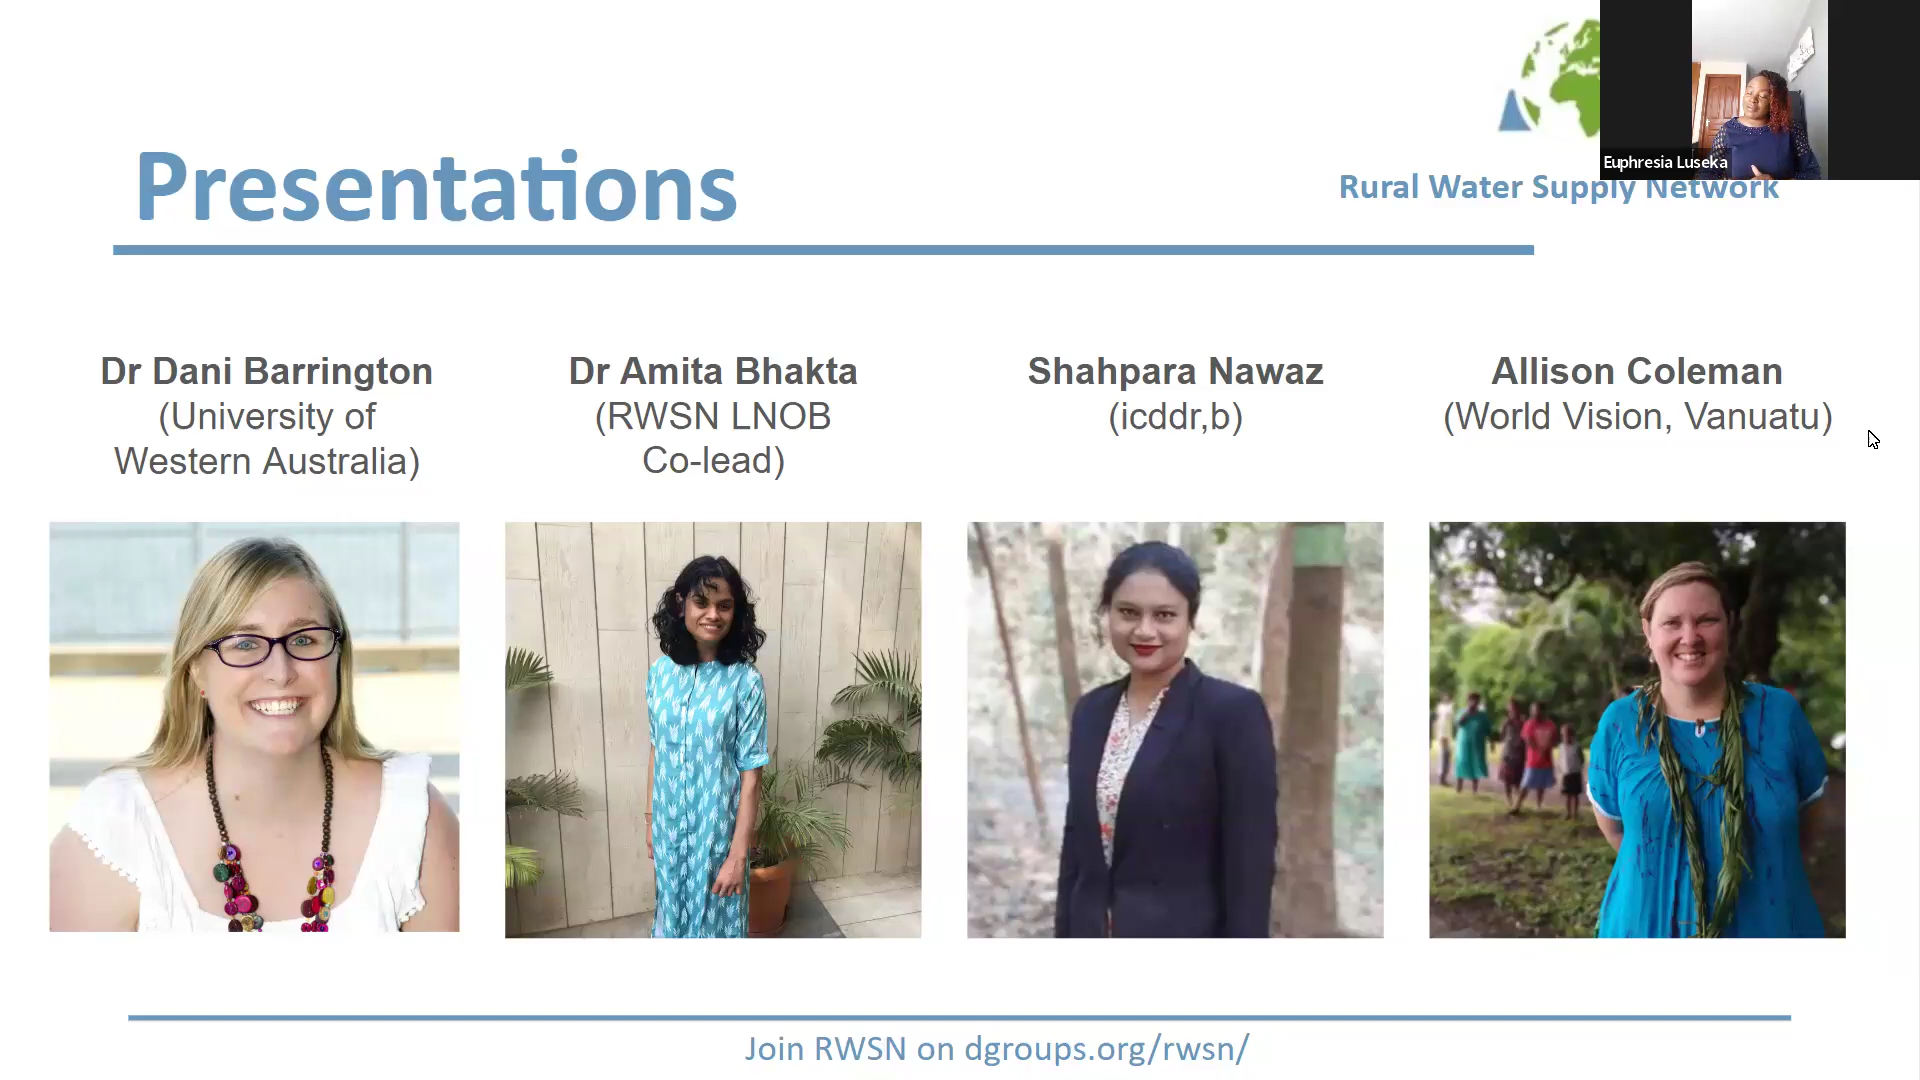 Presentations
Euphresia Luseka
Rural Water Supply Network
Dr Dani Barrington
(University of
Western Australia)
Dr Amita Bhakta
(RWSN LNOB
Co-lead)
Shahpara Nawaz
(icddr,b)
Allison Coleman
(World Vision, Vanuatu)
Join RWSN on dgroups.org/rwsn/